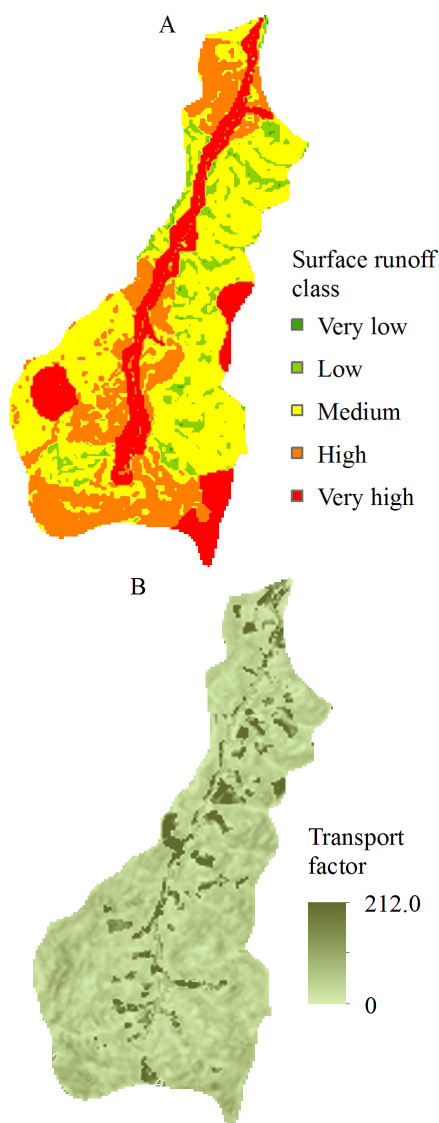 A
Surface runoff
class
Very low
Low
Medium
High
Very high
B
Transport
factor
212.0
0